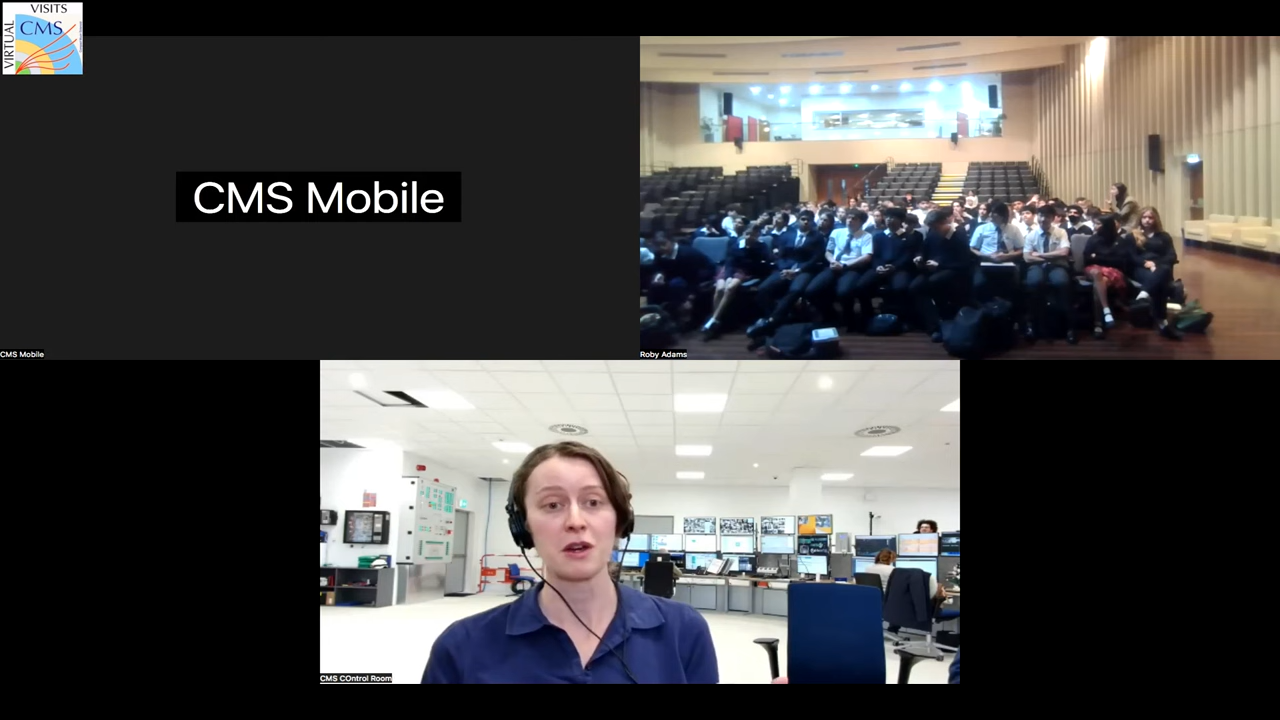 VISITS
CMS
VIRTUAL
CMS Mobile
CMS Mobile
Roby Adams
CMS COntrol Room